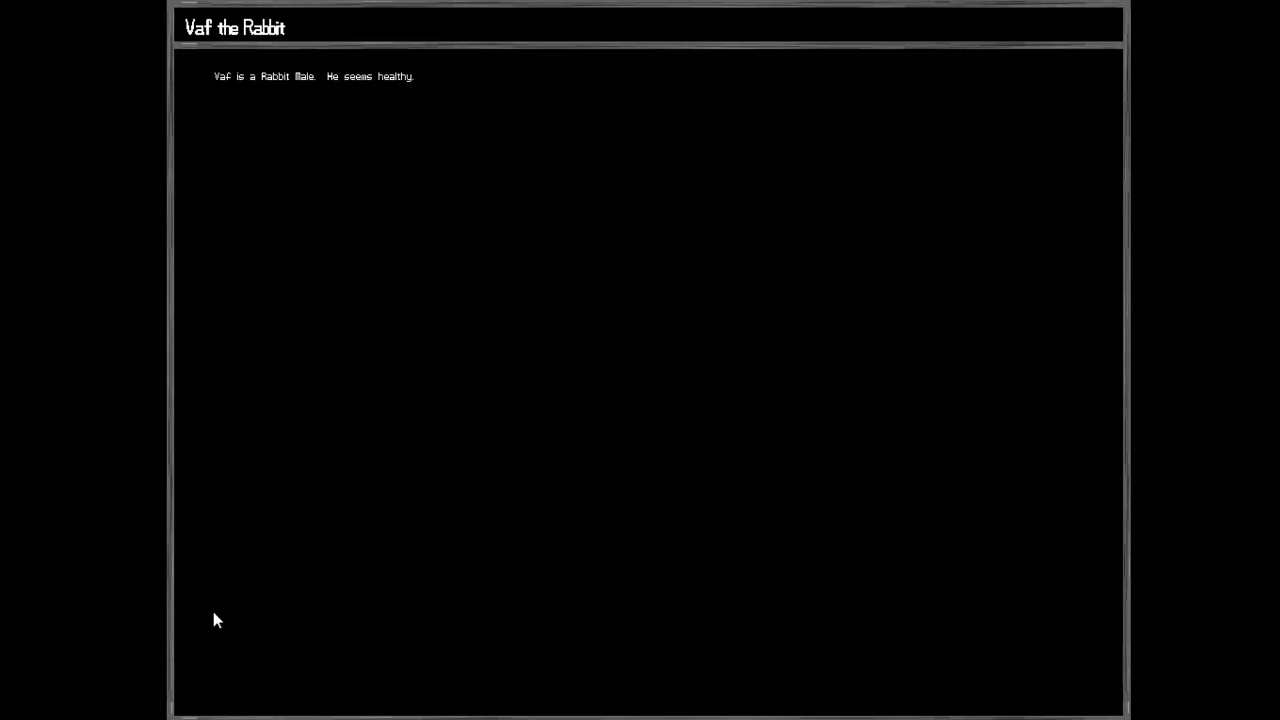 Vaf the Rabbit
Vaf is a Rabbit Male.  He seems healthy.